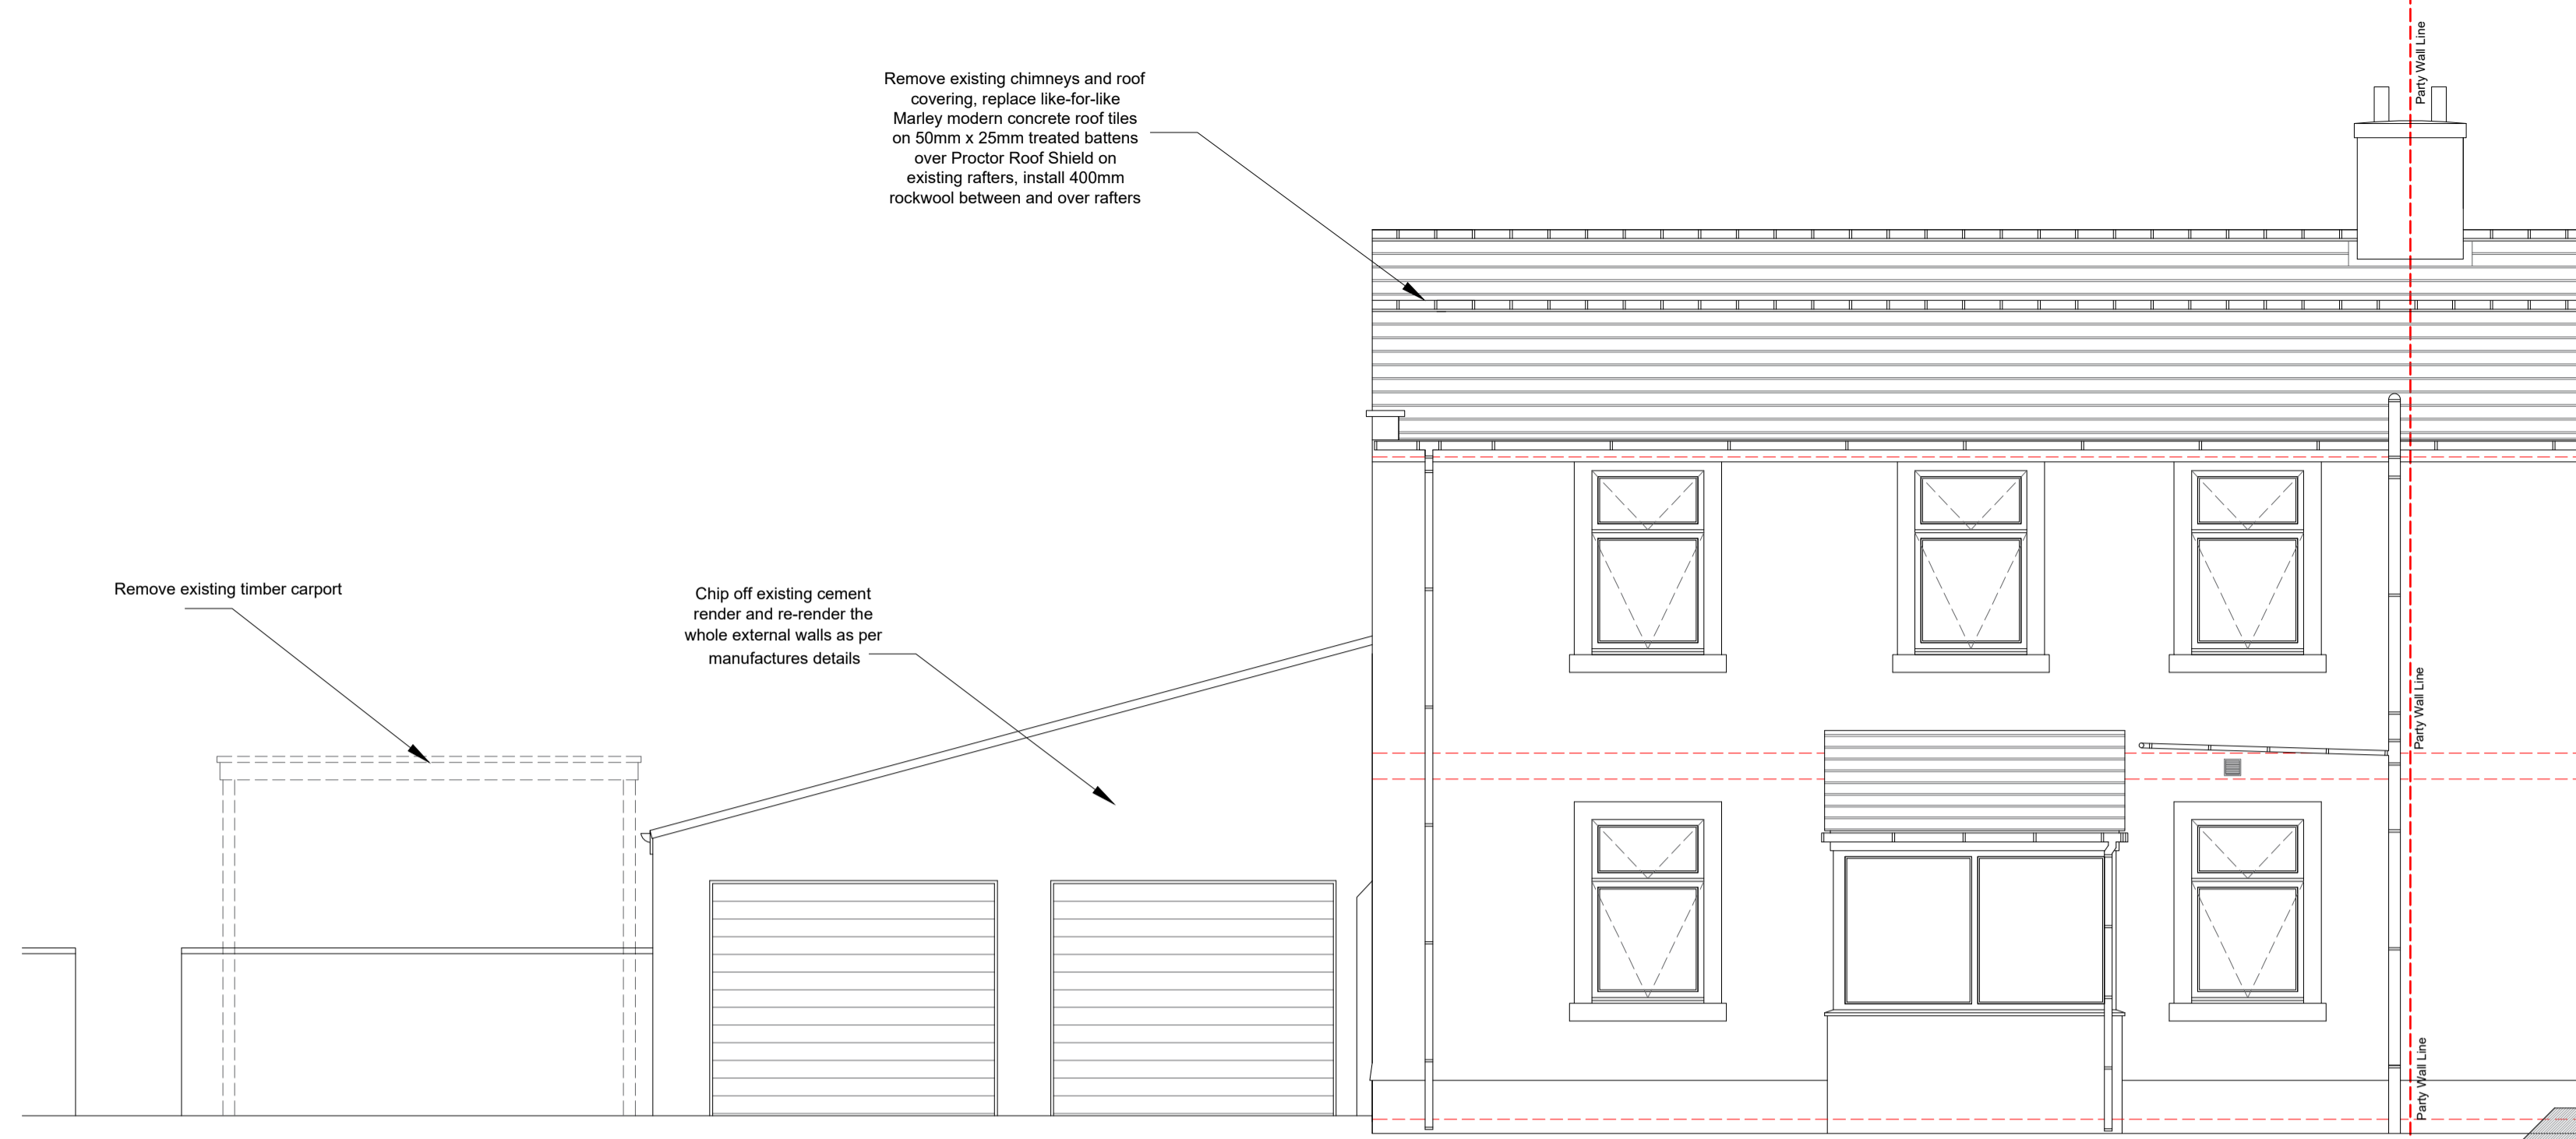 Party Wall Line
Remove existing chimneys and roof
covering, replace like-for-like
Marley modern concrete roof tiles
on 50mm x 25mm treated battens
over Proctor Roof Shield on
existing rafters, install 400mm
rockwool between and over rafters
Remove existing timber carport
Chip off existing cement
render and re-render the
whole external walls as per
manufactures details
Party Wall Line
Party Wall Line